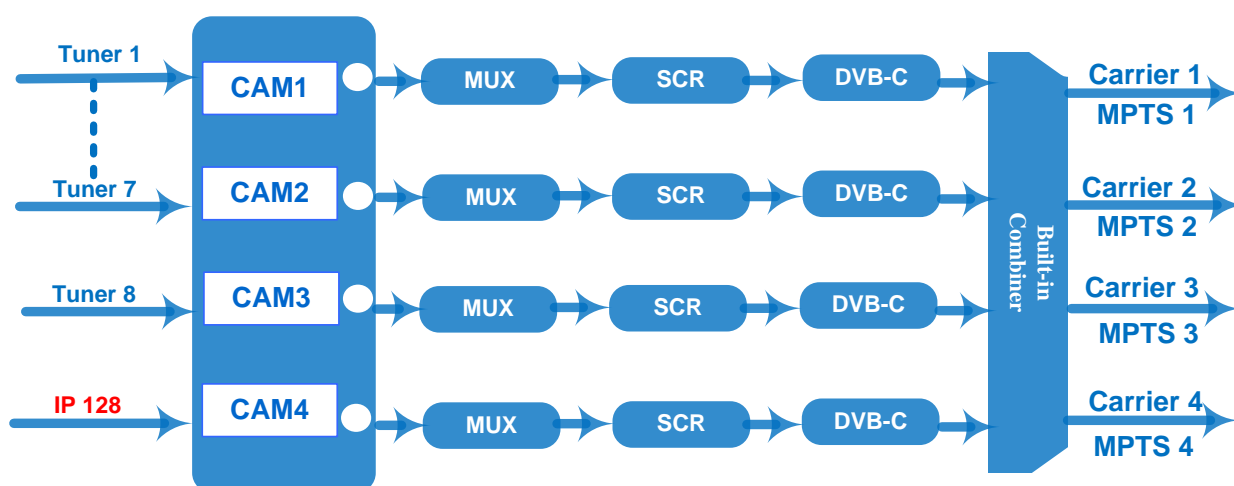 Tuner 1
CAM1
MUX
SCR
DVB-C
Carrier 1
MPTS 1
Tuner 7
CAM2
MUX
SCR
DVB-C
Carrier 2
MPTS 2
Built-in
Combiner
Tuner 8
CAM3
MUX
SCR
DVB-C
Carrier 3
MPTS 3
IP 128
CAM4
MUX
SCR
DVB-C
Carrier 4
MPTS 4